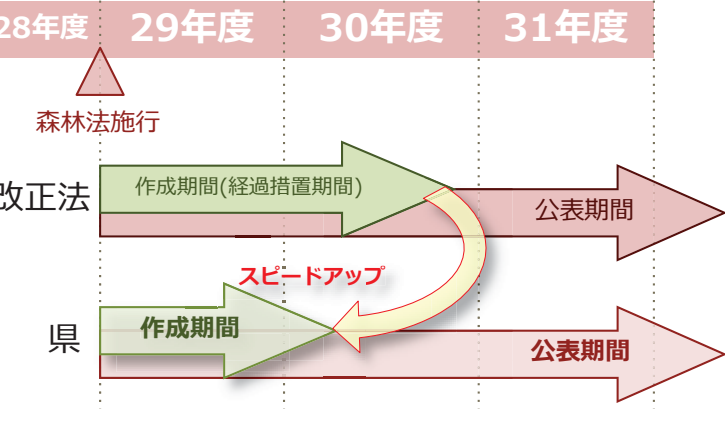 28年度 29年度 30年度 31年度
森林法施行
改正法
作成期間(経過措置期間)
公表期間
スピードアップ
県
作成期間
公表期間